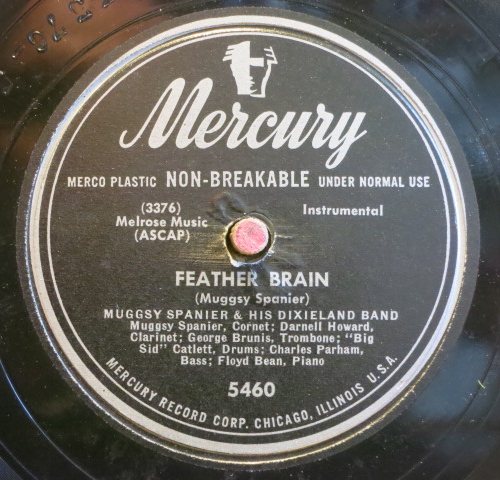 Mercury
MERCO PLASTIC NON-BREAKABLE UNDER NORMAL USE
(3376)
Melrose Music
(ASCAP)
Instrumental
FEATHER BRAIN
(Muggsy Spanier)
MUGGSY SPANIER & HIS DIXIELAND BAND
Muggsy Spanier, Cornet; Darnell Howard,
Clarinet; George Brunis, Trombone; "Big
Sid" Catlett, Drums; Charles Parham,
Bass; Floyd Bean, Piano
5460
MERCURY RECORD CORP. CHICAGO, ILLINOIS U.S.A.